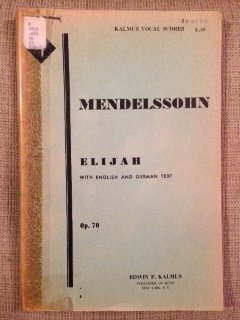 KALMUS VOCAL SCORES
MENDELSSOHN
ELIJAH
WITH ENGLISH AND GERMAN TEXT
Op. 70
EDWIN F. KALMUS
PUBLISHER OF MUSIC
NEW YORK, N.Y.